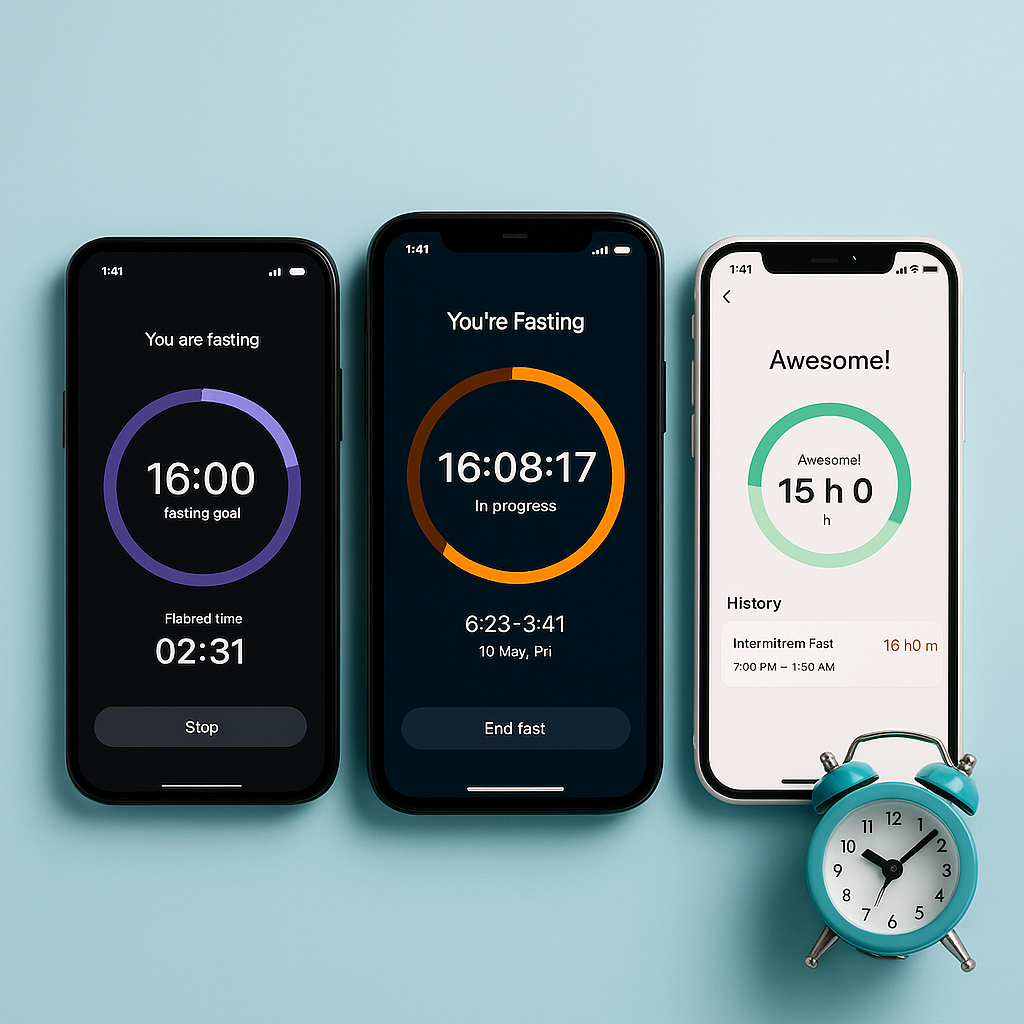 1:41
You are fasting
16:00
fasting goal
Flabred time
02:31
Stop
1:41
You're Fasting
16:08:17
In progress
6:23-3:41
10 May, Pri
End fast
1:41
Awesome!
Awesome!
15 h 0
h
History
Intermitrem Fast
16 h0 m
7:00 PM – 1:50 AM
12
1
2
3
4
5
6
7
8
9
10
11